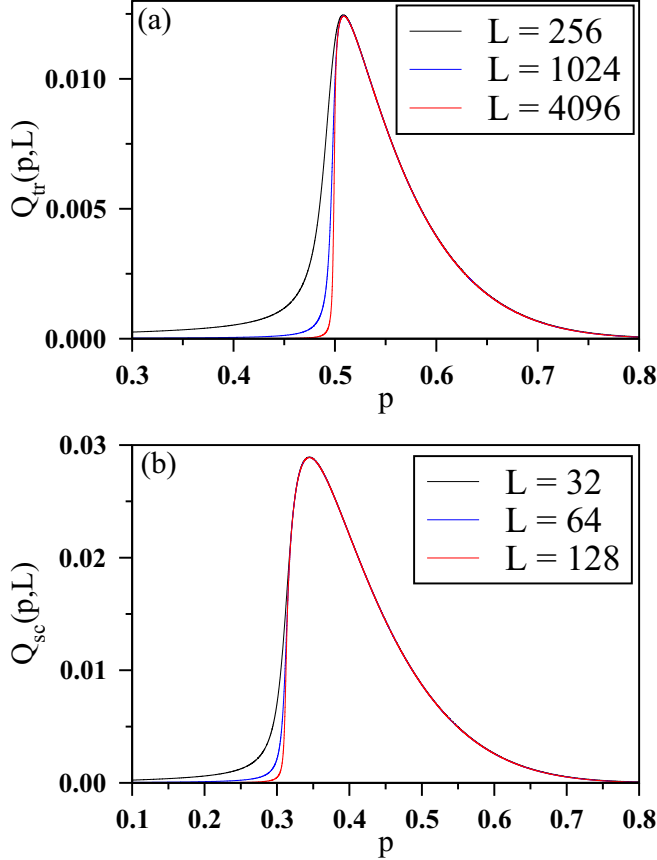 (a)
L = 256
L = 1024
L = 4096
Q_tr(p,L)
0.010
0.005
0.000
0.3 0.4 0.5 0.6 0.7 0.8
p
(b)
L = 32
L = 64
L = 128
Q_sc(p,L)
0.03
0.02
0.01
0.00
0.1 0.2 0.3 0.4 0.5 0.6 0.7 0.8
p